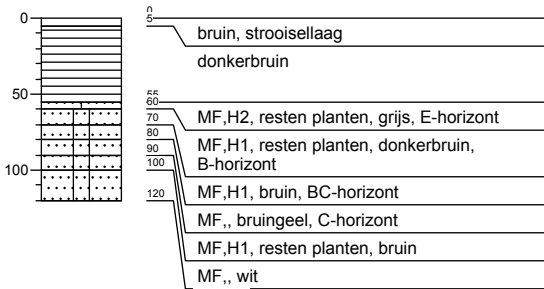 0
50
100
0
5
55
60
70
80
90
100
120
bruin, strooisellaag
donkerbruin
MF,H2, resten planten, grijs, E-horizont
MF,H1, resten planten, donkerbruin,
B-horizont
MF,H1, bruin, BC-horizont
MF,, bruingeel, C-horizont
MF,H1, resten planten, bruin
MF,, wit